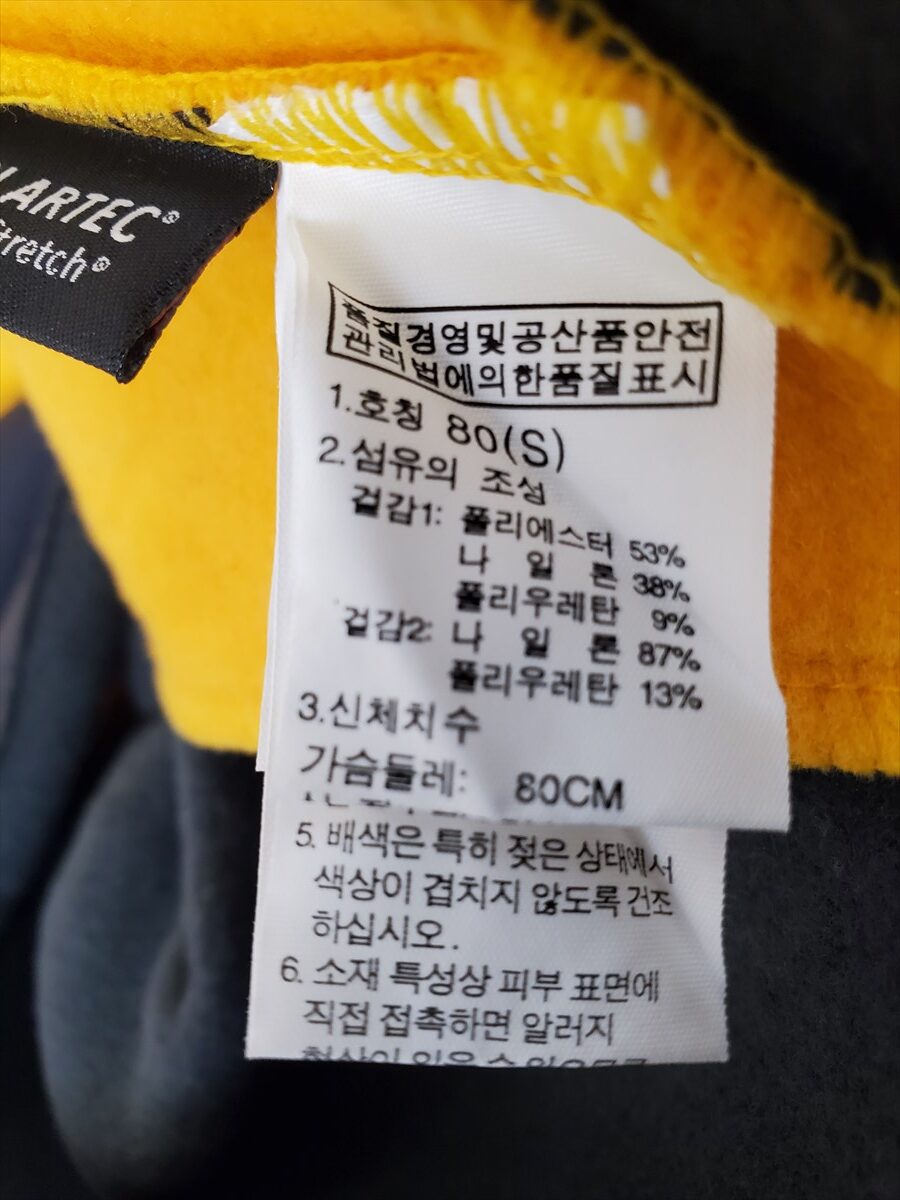 LARTEC®
Stretch®
품질경영및공산품안전
관리법에의한품질표시
1.호칭 80(S)
2.섬유의 조성
겉감1: 폴리에스터 53%
나 일 론 38%
폴리우레탄 9%
겉감2: 나 일 론 87%
폴리우레탄 13%
3.신체치수
가슴둘레: 80CM
5. 배색은 특히 젖은 상태에서
색상이 겹치지 않도록 건조
하십시오.
6. 소재 특성상 피부 표면에
직접 접촉하면 알러지